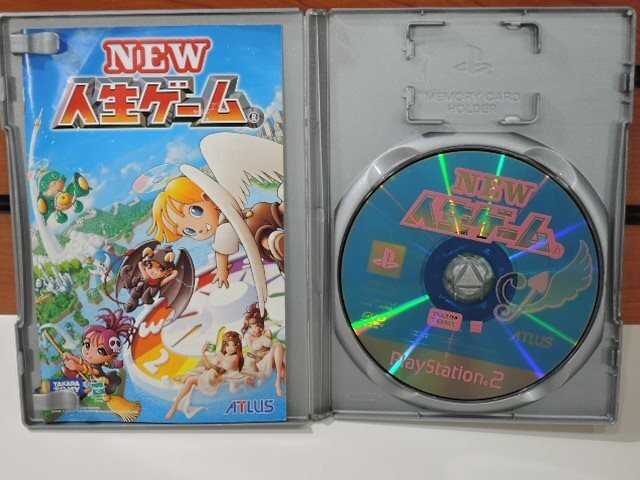 NEW
人生ゲーム®
TAKARA
TOMY
ATLUS
MEMORY CARD
HOLDER
NEW
人生ゲーム
ATLUS
PlayStation.2